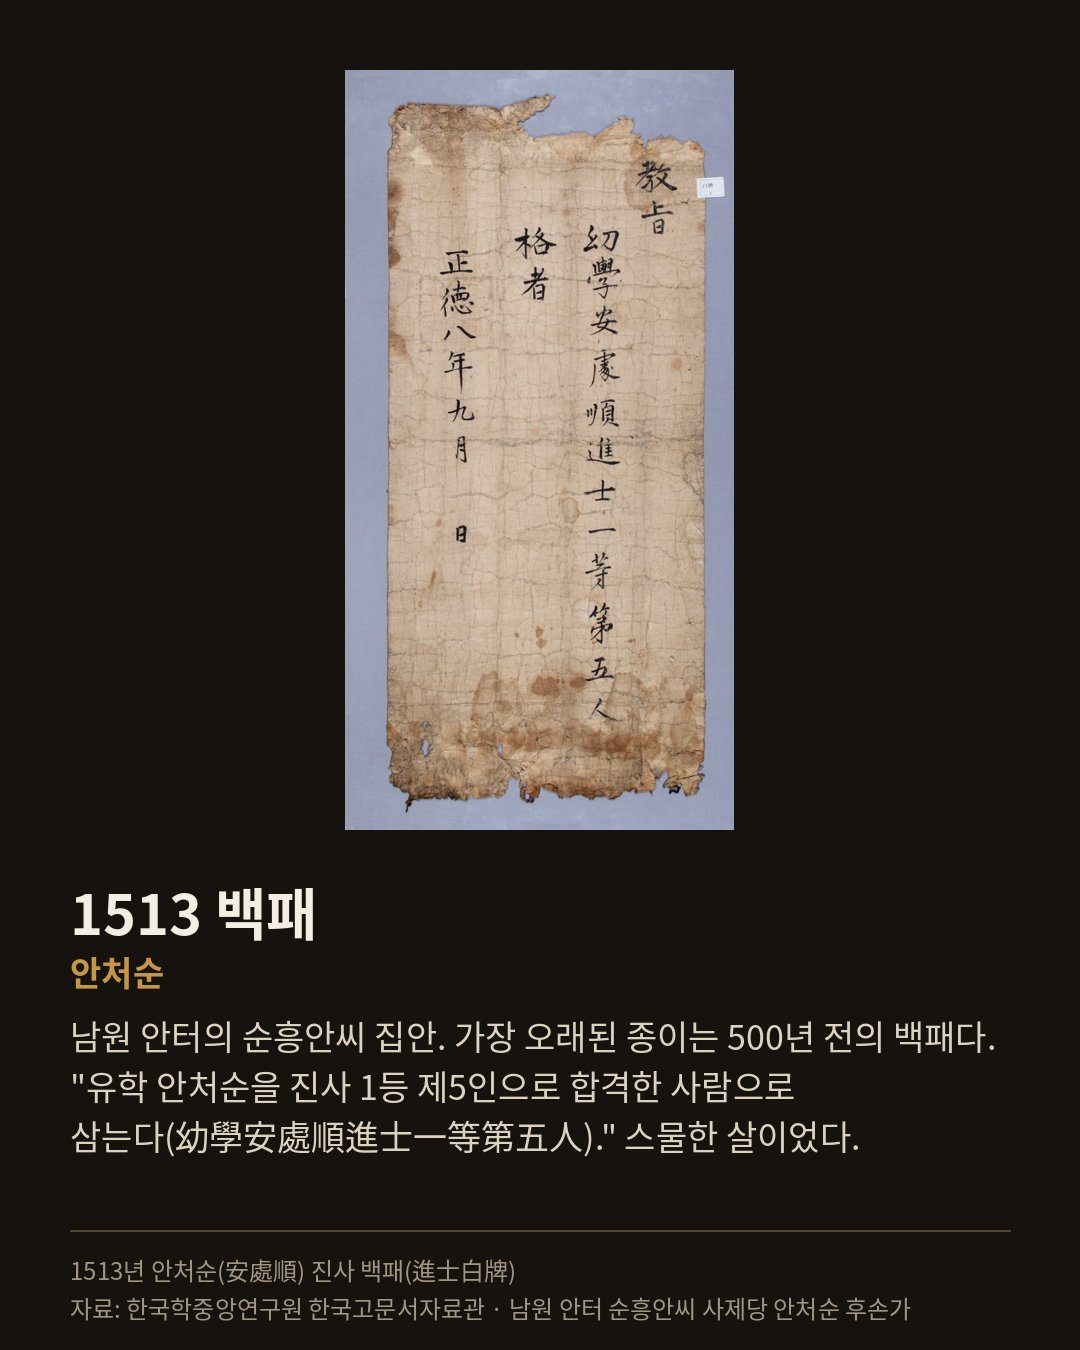 教旨
幼學安處順進士一等第五人
格者
正德八年九月 日
1513 백패
안처순
남원 안터의 순흥안씨 집안. 가장 오래된 종이는 500년 전의 백패다.
"유학 안처순을 진사 1등 제5인으로 합격한 사람으로
삼는다(幼學安處順進士一等第五人)." 스물한 살이었다.
1513년 안처순(安處順) 진사 백패(進士白牌)
자료: 한국학중앙연구원 한국고문서자료관 · 남원 안터 순흥안씨 사제당 안처순 후손가